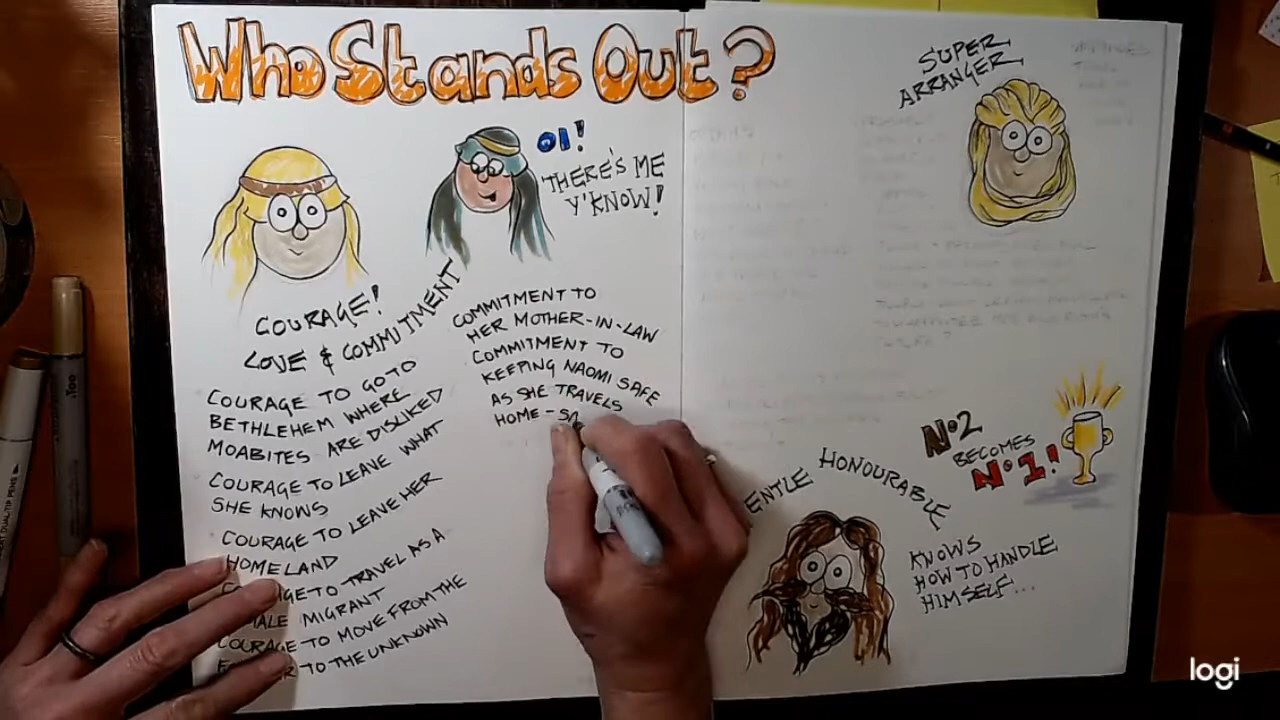 Who Stands Out?
OI!
'THERE'S ME
Y'KNOW!
COURAGE!
LOVE & COMMITMENT
COURAGE TO GO TO
BETHLEHEM WHERE
MOABITES ARE DISLIKED
COURAGE TO LEAVE WHAT
SHE KNOWS
COURAGE TO LEAVE HER
HOMELAND
TO TRAVEL AS A
MIGRANT
COURAGE TO MOVE FROM THE
TO THE UNKNOWN
COMMITMENT TO
HER MOTHER-IN-LAW
COMMITMENT TO
KEEPING NAOMI SAFE
AS SHE TRAVELS
HOME -
SUPER
ARRANGER
Nº2
BECOMES
Nº1!
HONOURABLE
KNOWS
HOW TO HANDLE
HIMSELF...
logi